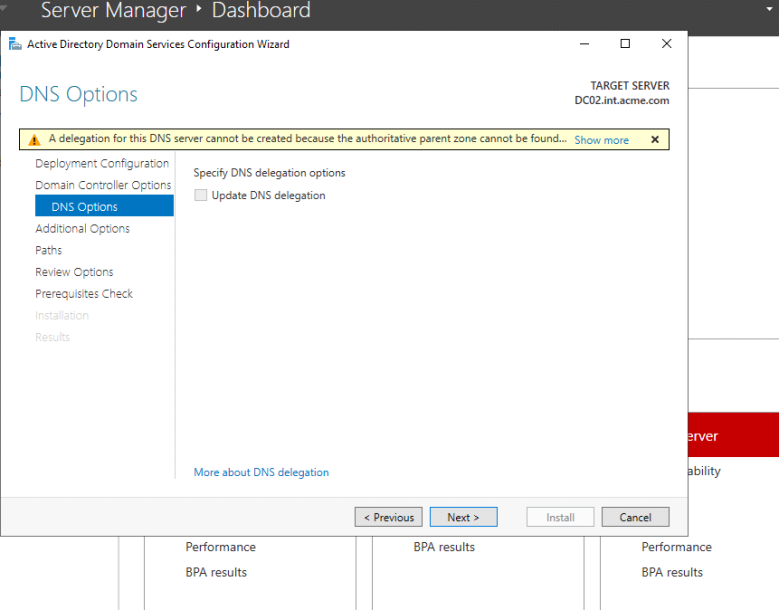 Server Manager ‣ Dashboard
Active Directory Domain Services Configuration Wizard
DNS Options
TARGET SERVER
DC02.int.acme.com
A delegation for this DNS server cannot be created because the authoritative parent zone cannot be found... Show more
Deployment Configuration
Domain Controller Options
DNS Options
Additional Options
Paths
Review Options
Prerequisites Check
Installation
Results
Specify DNS delegation options
Update DNS delegation
More about DNS delegation
< Previous
Next >
Install
Cancel
erver
ability
Performance
BPA results
BPA results
Performance
BPA results